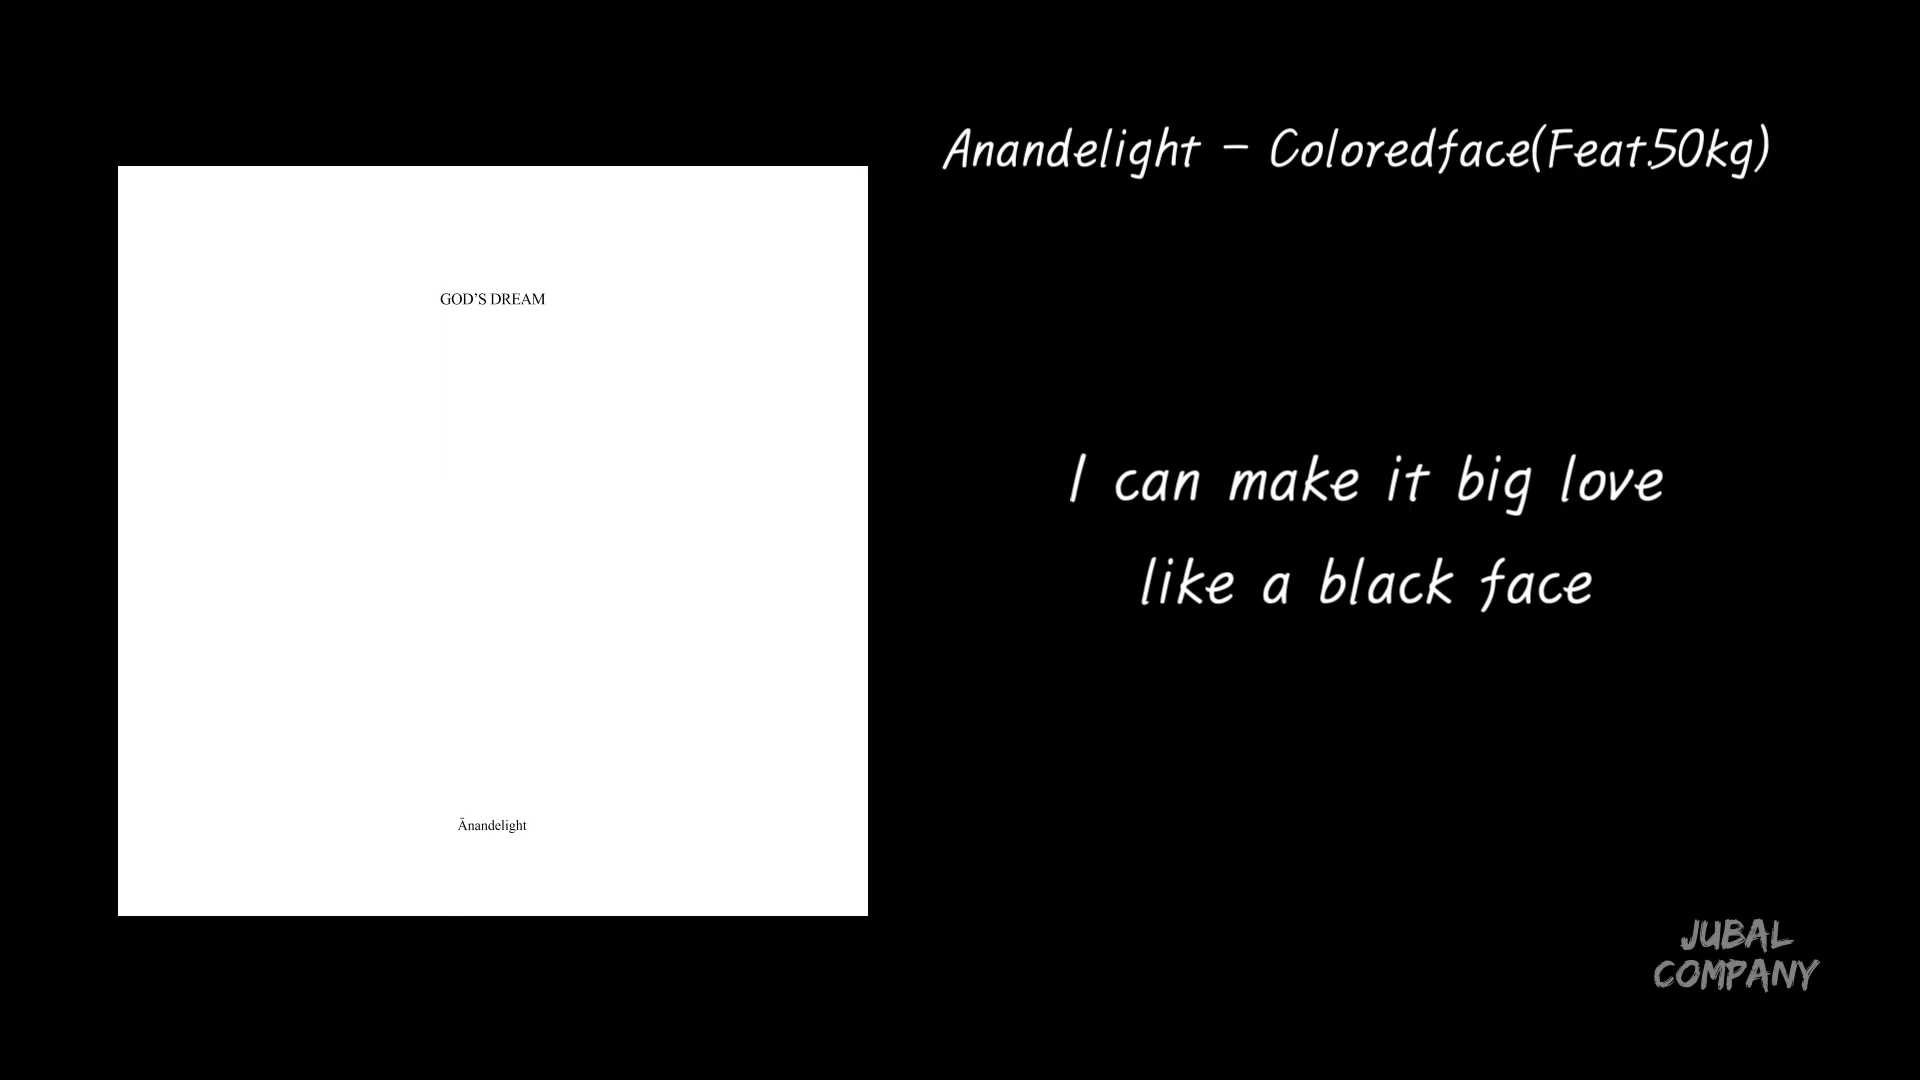 Anandelight - Coloredface(Feat.50kg)
GOD'S DREAM
I can make it big love
like a black face
Ānandelight
JUBAL
COMPANY